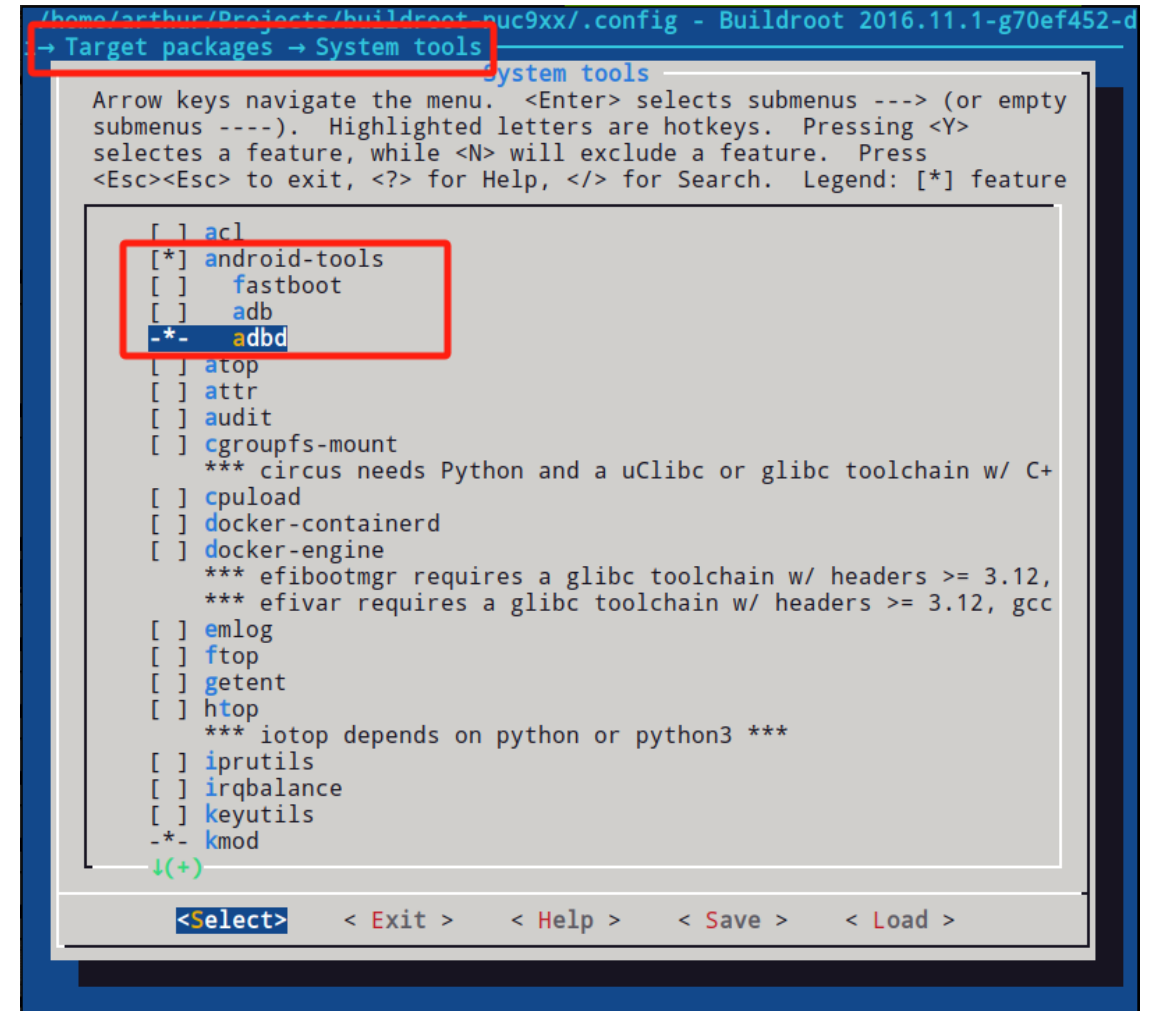 /home/arthur/Projects/buildroot-nuc9xx/.config - Buildroot 2016.11.1-g70ef452-d
→ Target packages → System tools
System tools
Arrow keys navigate the menu.  <Enter> selects submenus ---> (or empty
submenus ----).  Highlighted letters are hotkeys.  Pressing <Y>
selectes a feature, while <N> will exclude a feature.  Press
<Esc><Esc> to exit, <?> for Help, </> for Search.  Legend: [*] feature
[ ] acl
[*] android-tools
[ ]   fastboot
[ ]   adb
-*-   adbd
[ ] atop
[ ] attr
[ ] audit
[ ] cgroupfs-mount
*** circus needs Python and a uClibc or glibc toolchain w/ C+
[ ] cpuload
[ ] docker-containerd
[ ] docker-engine
*** efibootmgr requires a glibc toolchain w/ headers >= 3.12,
*** efivar requires a glibc toolchain w/ headers >= 3.12, gcc
[ ] emlog
[ ] ftop
[ ] getent
[ ] htop
*** iotop depends on python or python3 ***
[ ] iprutils
[ ] irqbalance
[ ] keyutils
-*- kmod
↓(+)
<Select>    < Exit >    < Help >    < Save >    < Load >